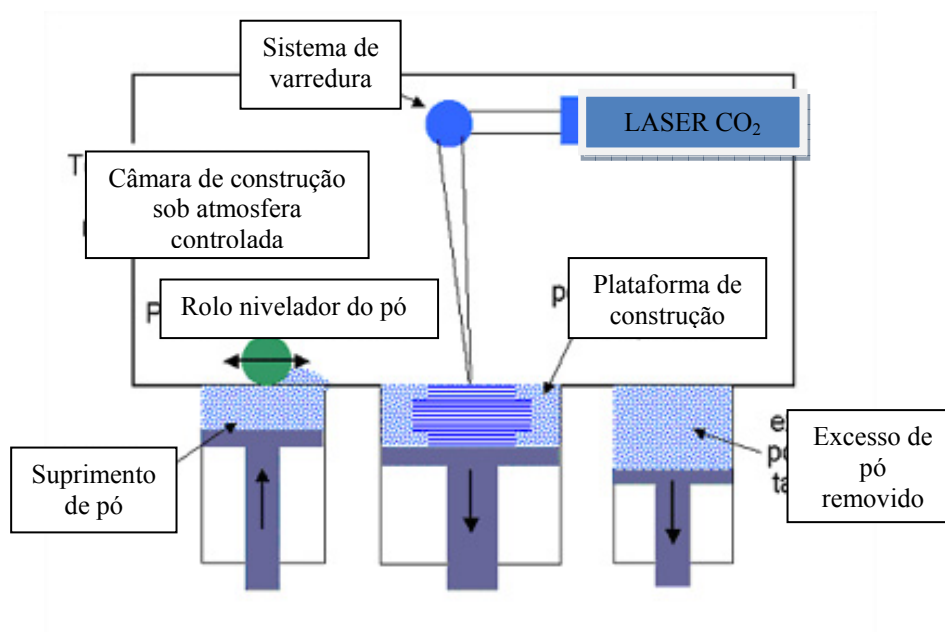 Sistema de
varredura
LASER CO₂
Câmara de construção
sob atmosfera
controlada
Rolo nivelador do pó
Plataforma de
construção
Suprimento
de pó
Excesso de
pó
removido